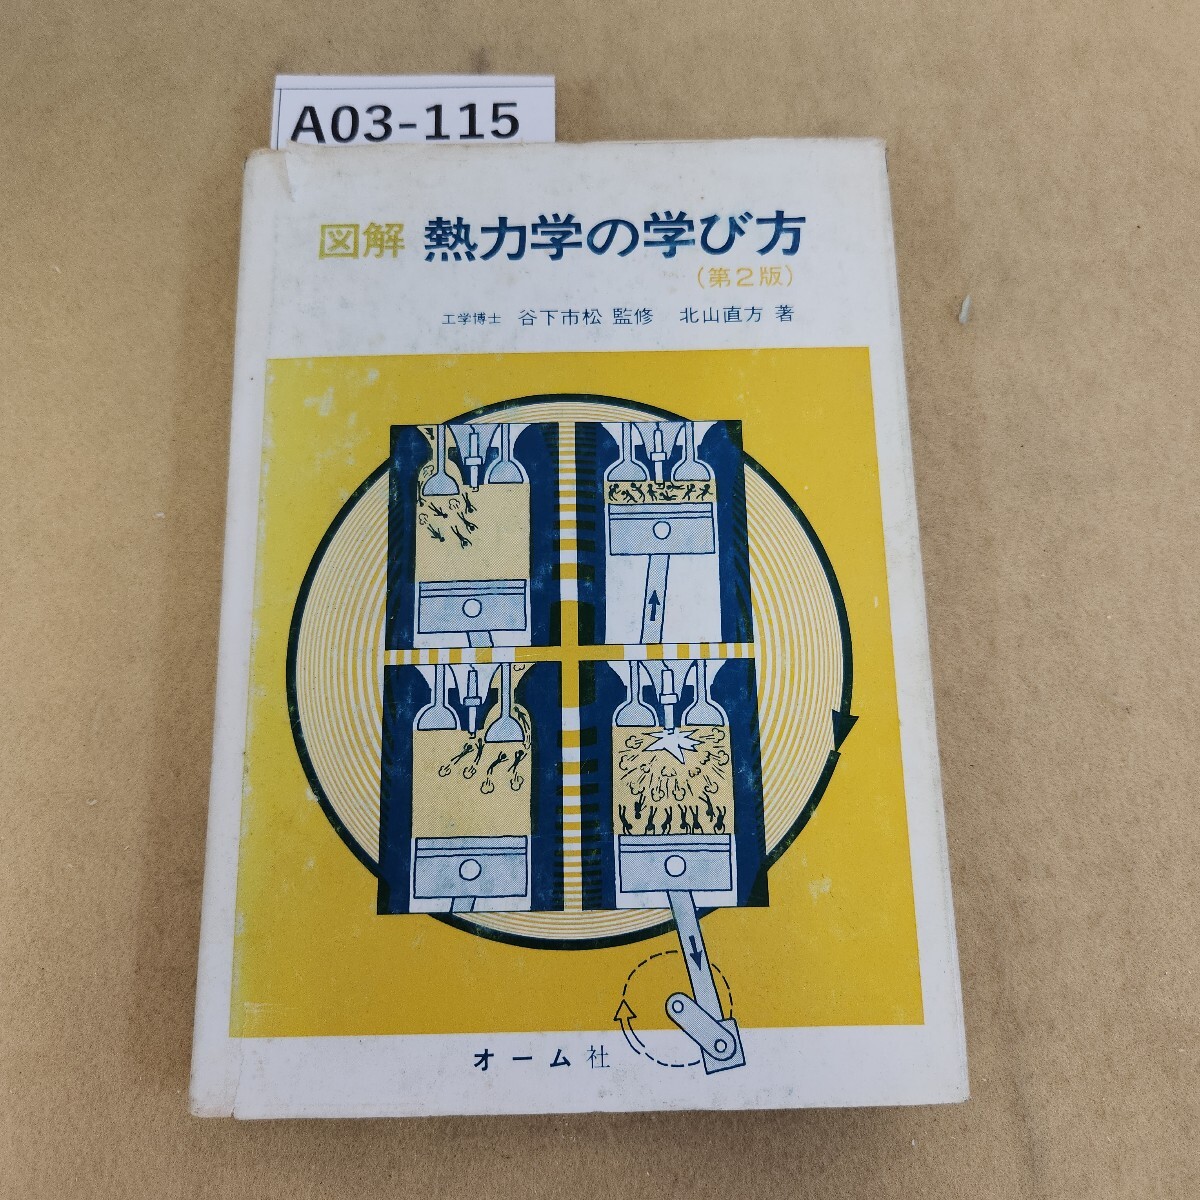 A03-115
図解 熱力学の学び方
(第2版)
工学博士 谷下市松 監修 北山直方 著
オーム社